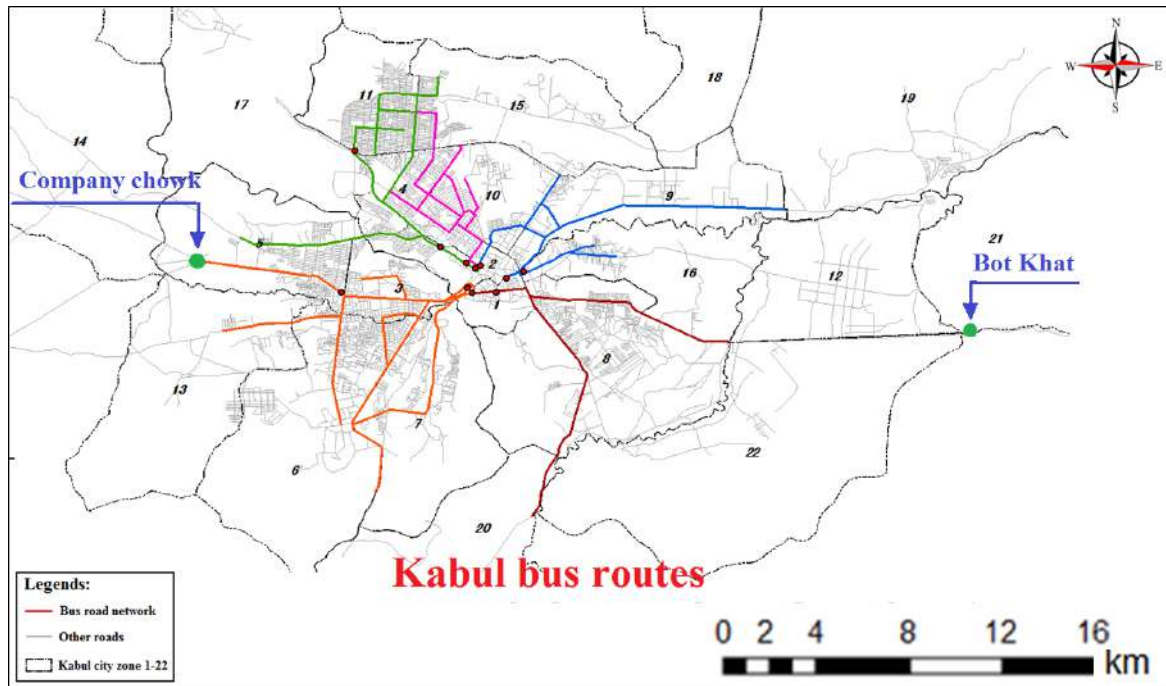 N
W E
S
18
17
11
15
19
14
Company chowk
4
10
9
5
2
21
Bot Khat
16
12
3
1
8
13
7
22
6
20
Kabul bus routes
Legends:
Bus road network
Other roads
Kabul city zone 1-22
0 2 4 8 12 16
km